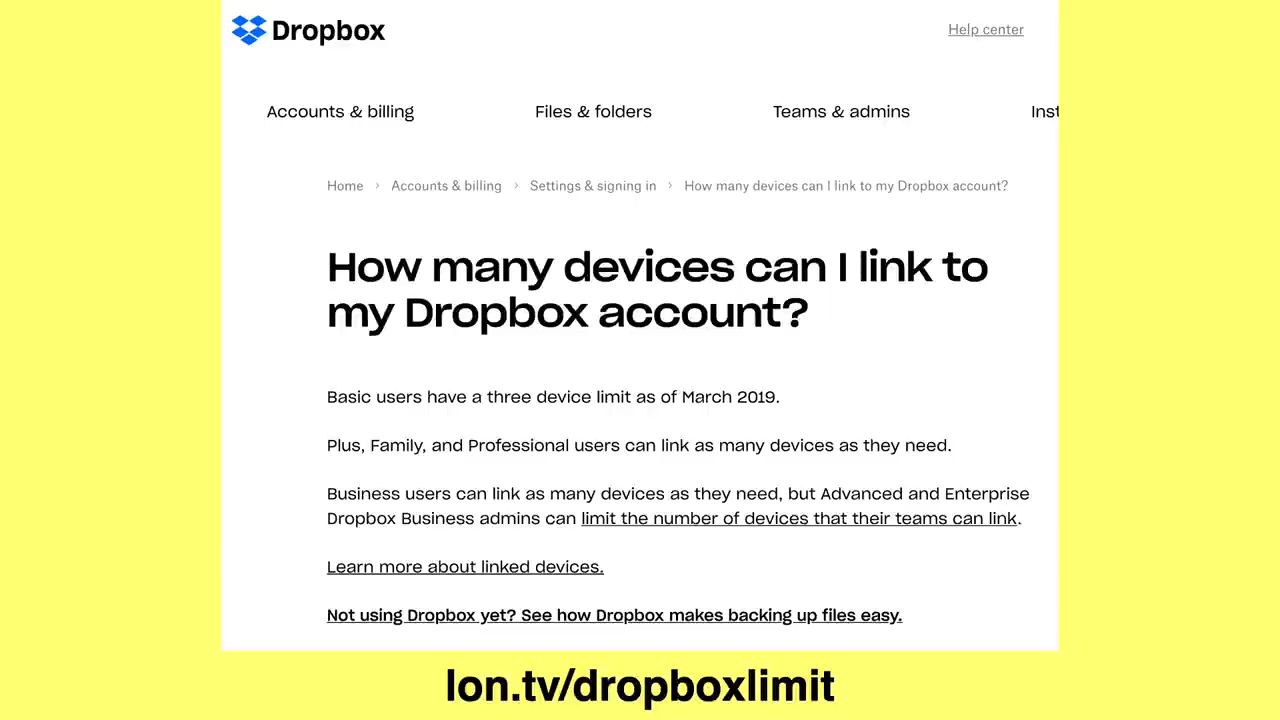 Dropbox
Help center
Accounts & billing
Files & folders
Teams & admins
Inst
Home › Accounts & billing › Settings & signing in › How many devices can I link to my Dropbox account?
How many devices can I link to
my Dropbox account?
Basic users have a three device limit as of March 2019.
Plus, Family, and Professional users can link as many devices as they need.
Business users can link as many devices as they need, but Advanced and Enterprise
Dropbox Business admins can limit the number of devices that their teams can link.
Learn more about linked devices.
Not using Dropbox yet? See how Dropbox makes backing up files easy.
lon.tv/dropboxlimit